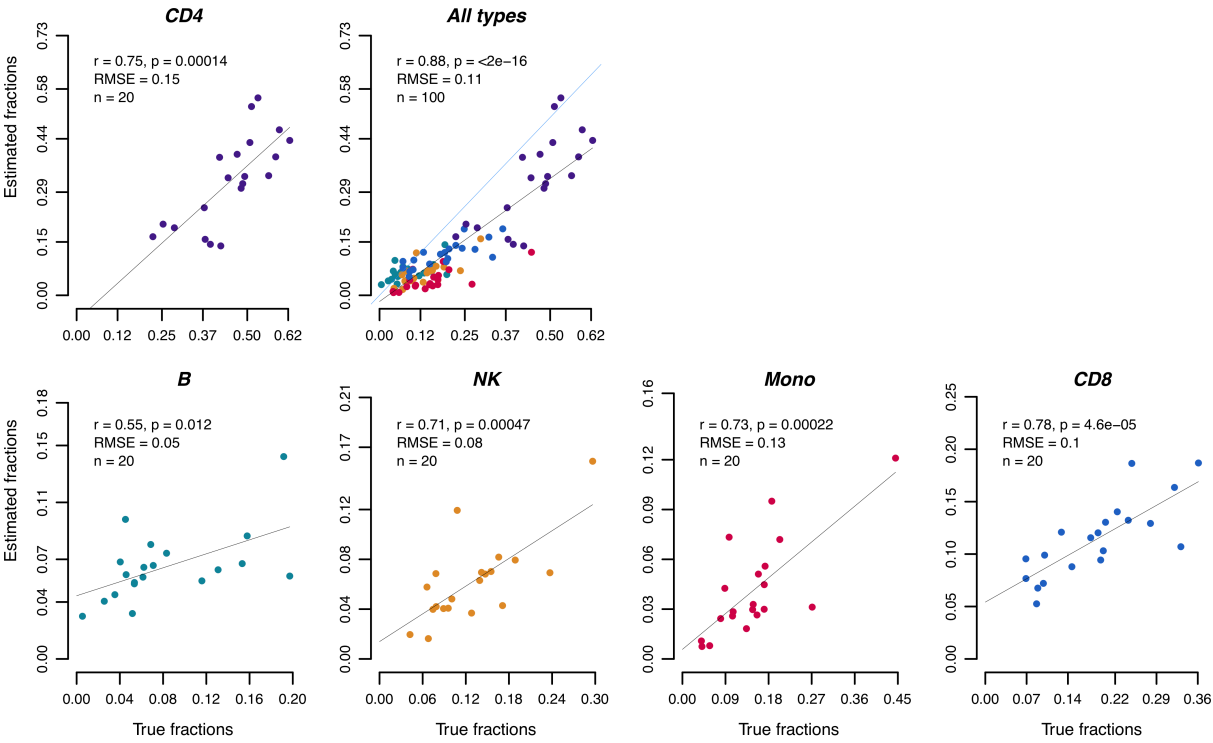 CD4
r = 0.75, p = 0.00014
RMSE = 0.15
n = 20
Estimated fractions
0.73
0.58
0.44
0.29
0.15
0.00
0.00 0.12 0.25 0.37 0.50 0.62
All types
r = 0.88, p = <2e−16
RMSE = 0.11
n = 100
0.73
0.58
0.44
0.29
0.15
0.00
0.00 0.12 0.25 0.37 0.50 0.62
B
r = 0.55, p = 0.012
RMSE = 0.05
n = 20
Estimated fractions
0.18
0.15
0.11
0.07
0.04
0.00
0.00 0.04 0.08 0.12 0.16 0.20
True fractions
NK
r = 0.71, p = 0.00047
RMSE = 0.08
n = 20
0.21
0.17
0.12
0.08
0.04
0.00
0.00 0.06 0.12 0.18 0.24 0.30
True fractions
Mono
r = 0.73, p = 0.00022
RMSE = 0.13
n = 20
0.16
0.12
0.09
0.06
0.03
0.00
0.00 0.09 0.18 0.27 0.36 0.45
True fractions
CD8
r = 0.78, p = 4.6e−05
RMSE = 0.1
n = 20
0.25
0.20
0.15
0.10
0.05
0.00
0.00 0.07 0.14 0.22 0.29 0.36
True fractions